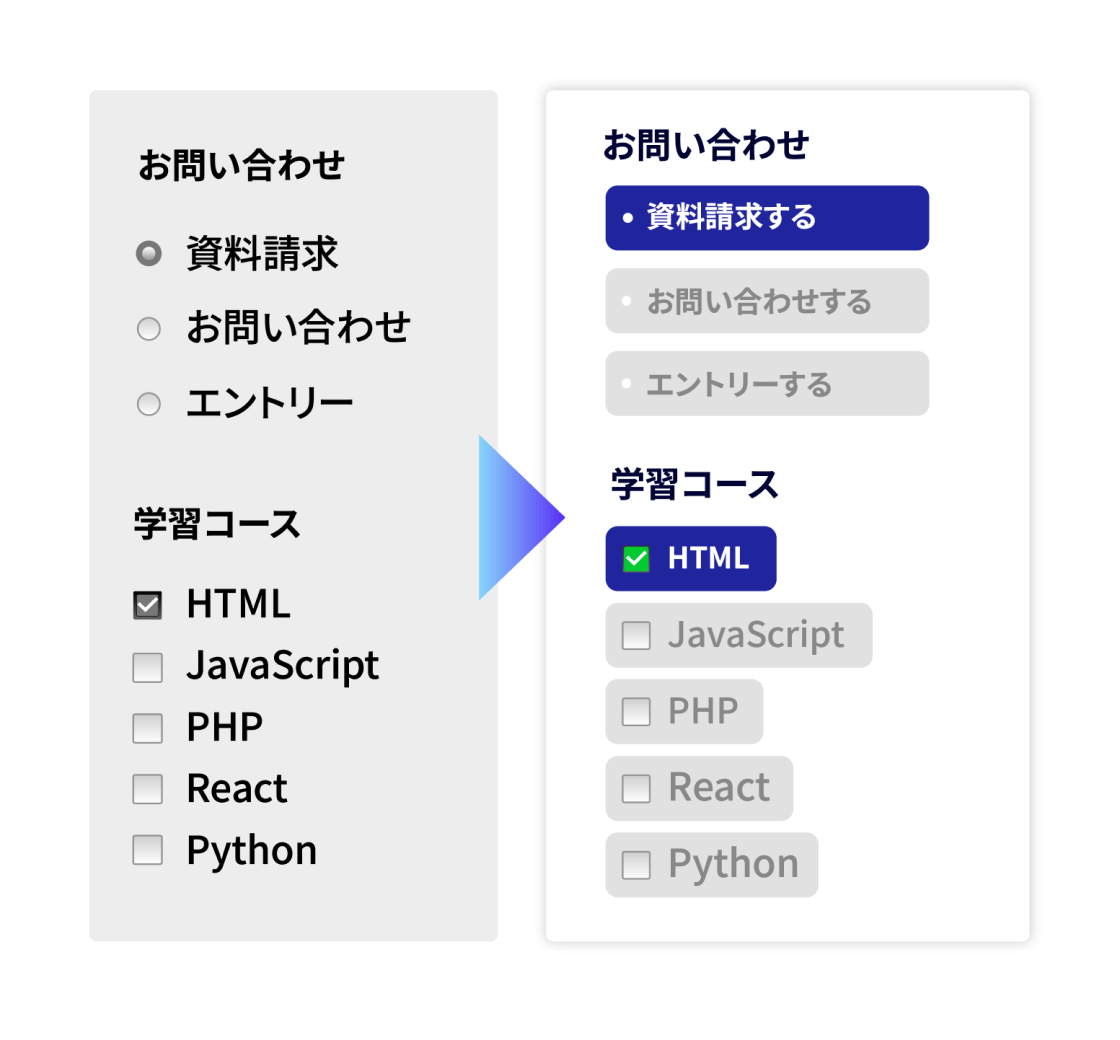 お問い合わせ
資料請求
お問い合わせ
エントリー
学習コース
HTML
JavaScript
PHP
React
Python
お問い合わせ
資料請求する
お問い合わせする
エントリーする
学習コース
HTML
JavaScript
PHP
React
Python